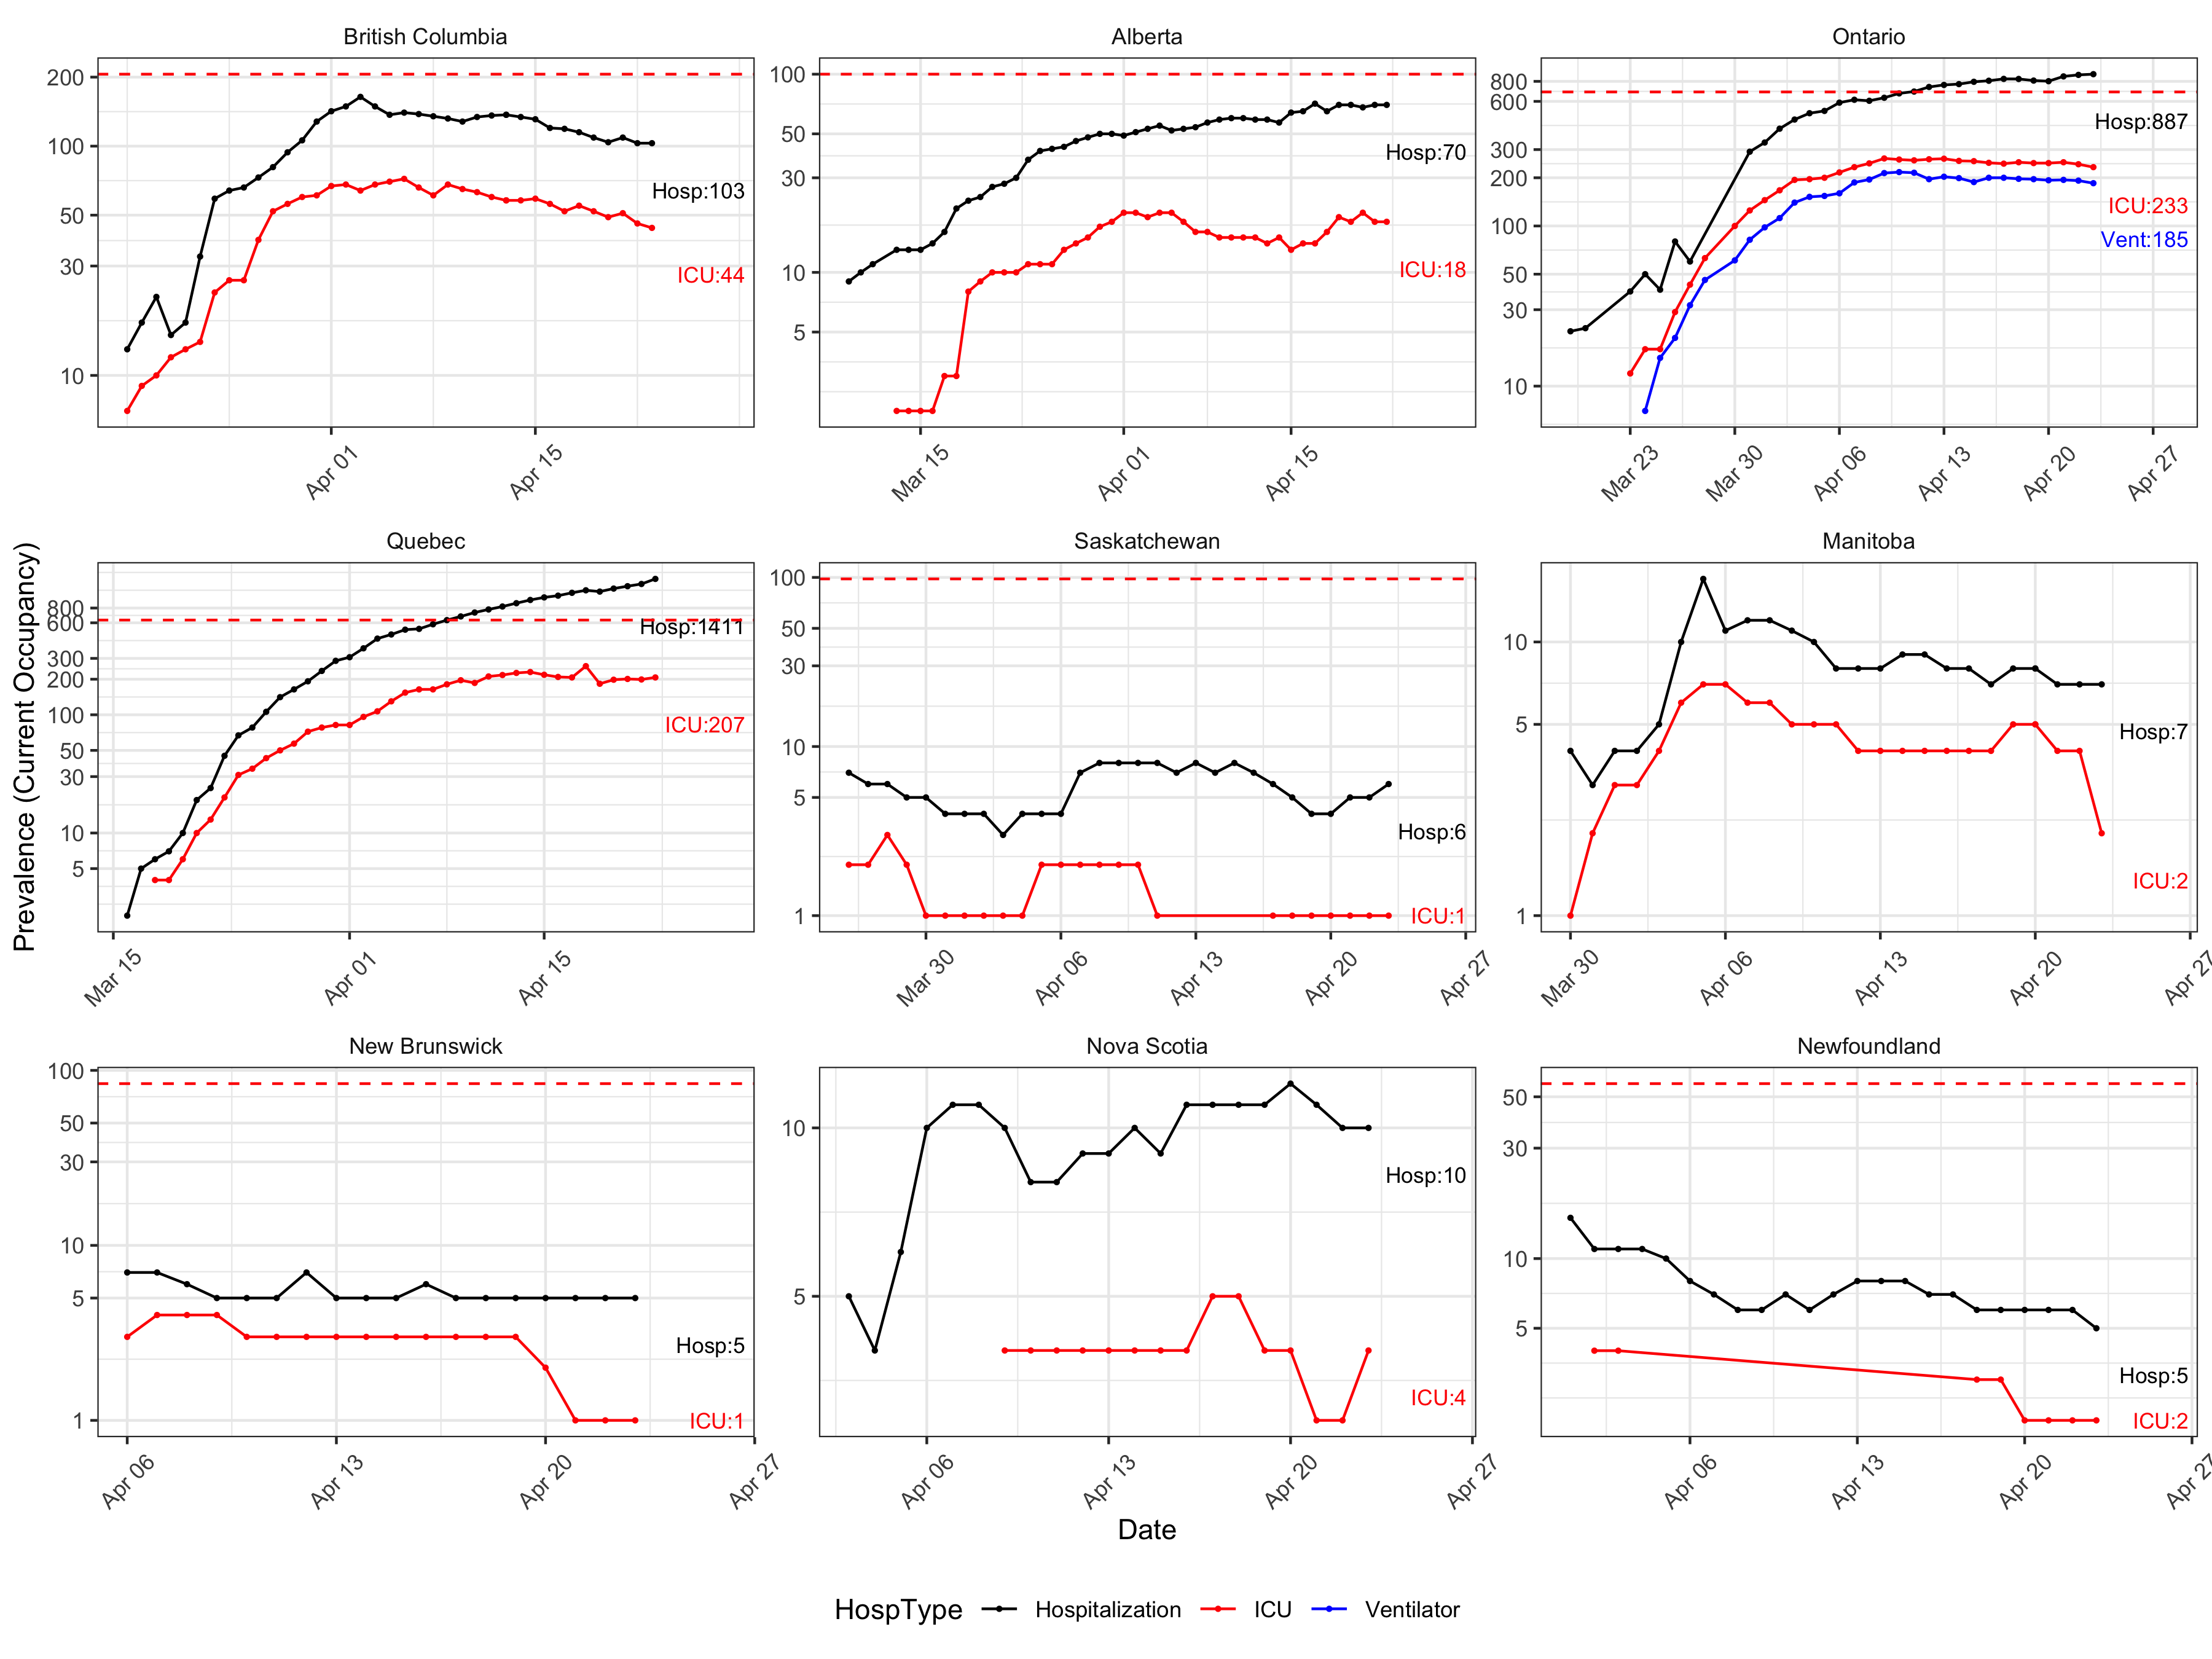 British Columbia
200
100
50
30
10
Hosp:103
ICU:44
Apr 01
Apr 15
Alberta
100
50
30
10
5
Hosp:70
ICU:18
Mar 15
Apr 01
Apr 15
Ontario
800
600
300
200
100
50
30
10
Hosp:887
ICU:233
Vent:185
Mar 23
Mar 30
Apr 06
Apr 13
Apr 20
Apr 27
Prevalence (Current Occupancy)
Quebec
800
600
300
200
100
50
30
10
5
Hosp:1411
ICU:207
Mar 15
Apr 01
Apr 15
Saskatchewan
100
50
30
10
5
1
Hosp:6
ICU:1
Mar 30
Apr 06
Apr 13
Apr 20
Apr 27
Manitoba
10
5
1
Hosp:7
ICU:2
Mar 30
Apr 06
Apr 13
Apr 20
Apr 27
New Brunswick
100
50
30
10
5
1
Hosp:5
ICU:1
Apr 06
Apr 13
Apr 20
Apr 27
Nova Scotia
10
5
Hosp:10
ICU:4
Apr 06
Apr 13
Apr 20
Apr 27
Newfoundland
50
30
10
5
Hosp:5
ICU:2
Apr 06
Apr 13
Apr 20
Apr 27
Date
HospType Hospitalization ICU Ventilator